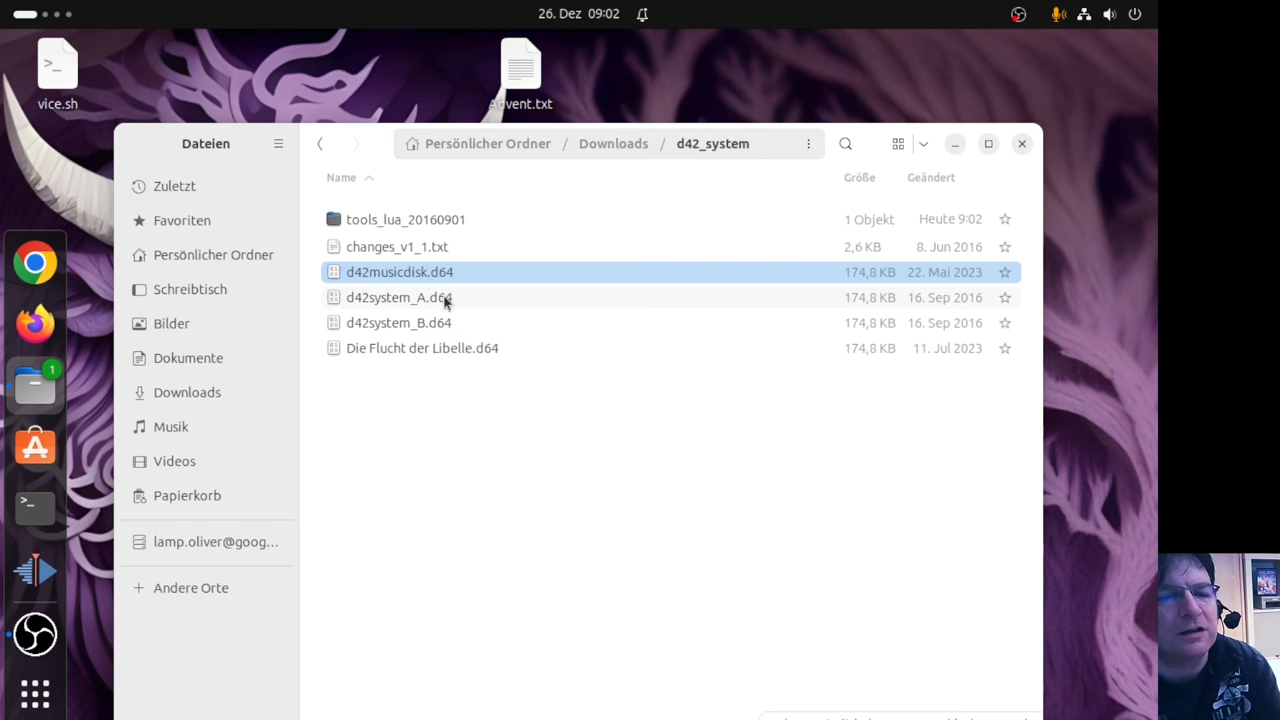 26. Dez 09:02
vice.sh
Advent.txt
Dateien
Persönlicher Ordner / Downloads / d42_system
Name Größe Geändert
Zuletzt
Favoriten
Persönlicher Ordner
Schreibtisch
Bilder
Dokumente
Downloads
Musik
Videos
Papierkorb
lamp.oliver@goog...
Andere Orte
tools_lua_20160901 1 Objekt Heute 9:02
changes_v1_1.txt 2,6 KB 8. Jun 2016
d42musicdisk.d64 174,8 KB 22. Mai 2023
d42system_A.d64 174,8 KB 16. Sep 2016
d42system_B.d64 174,8 KB 16. Sep 2016
Die Flucht der Libelle.d64 174,8 KB 11. Jul 2023
1